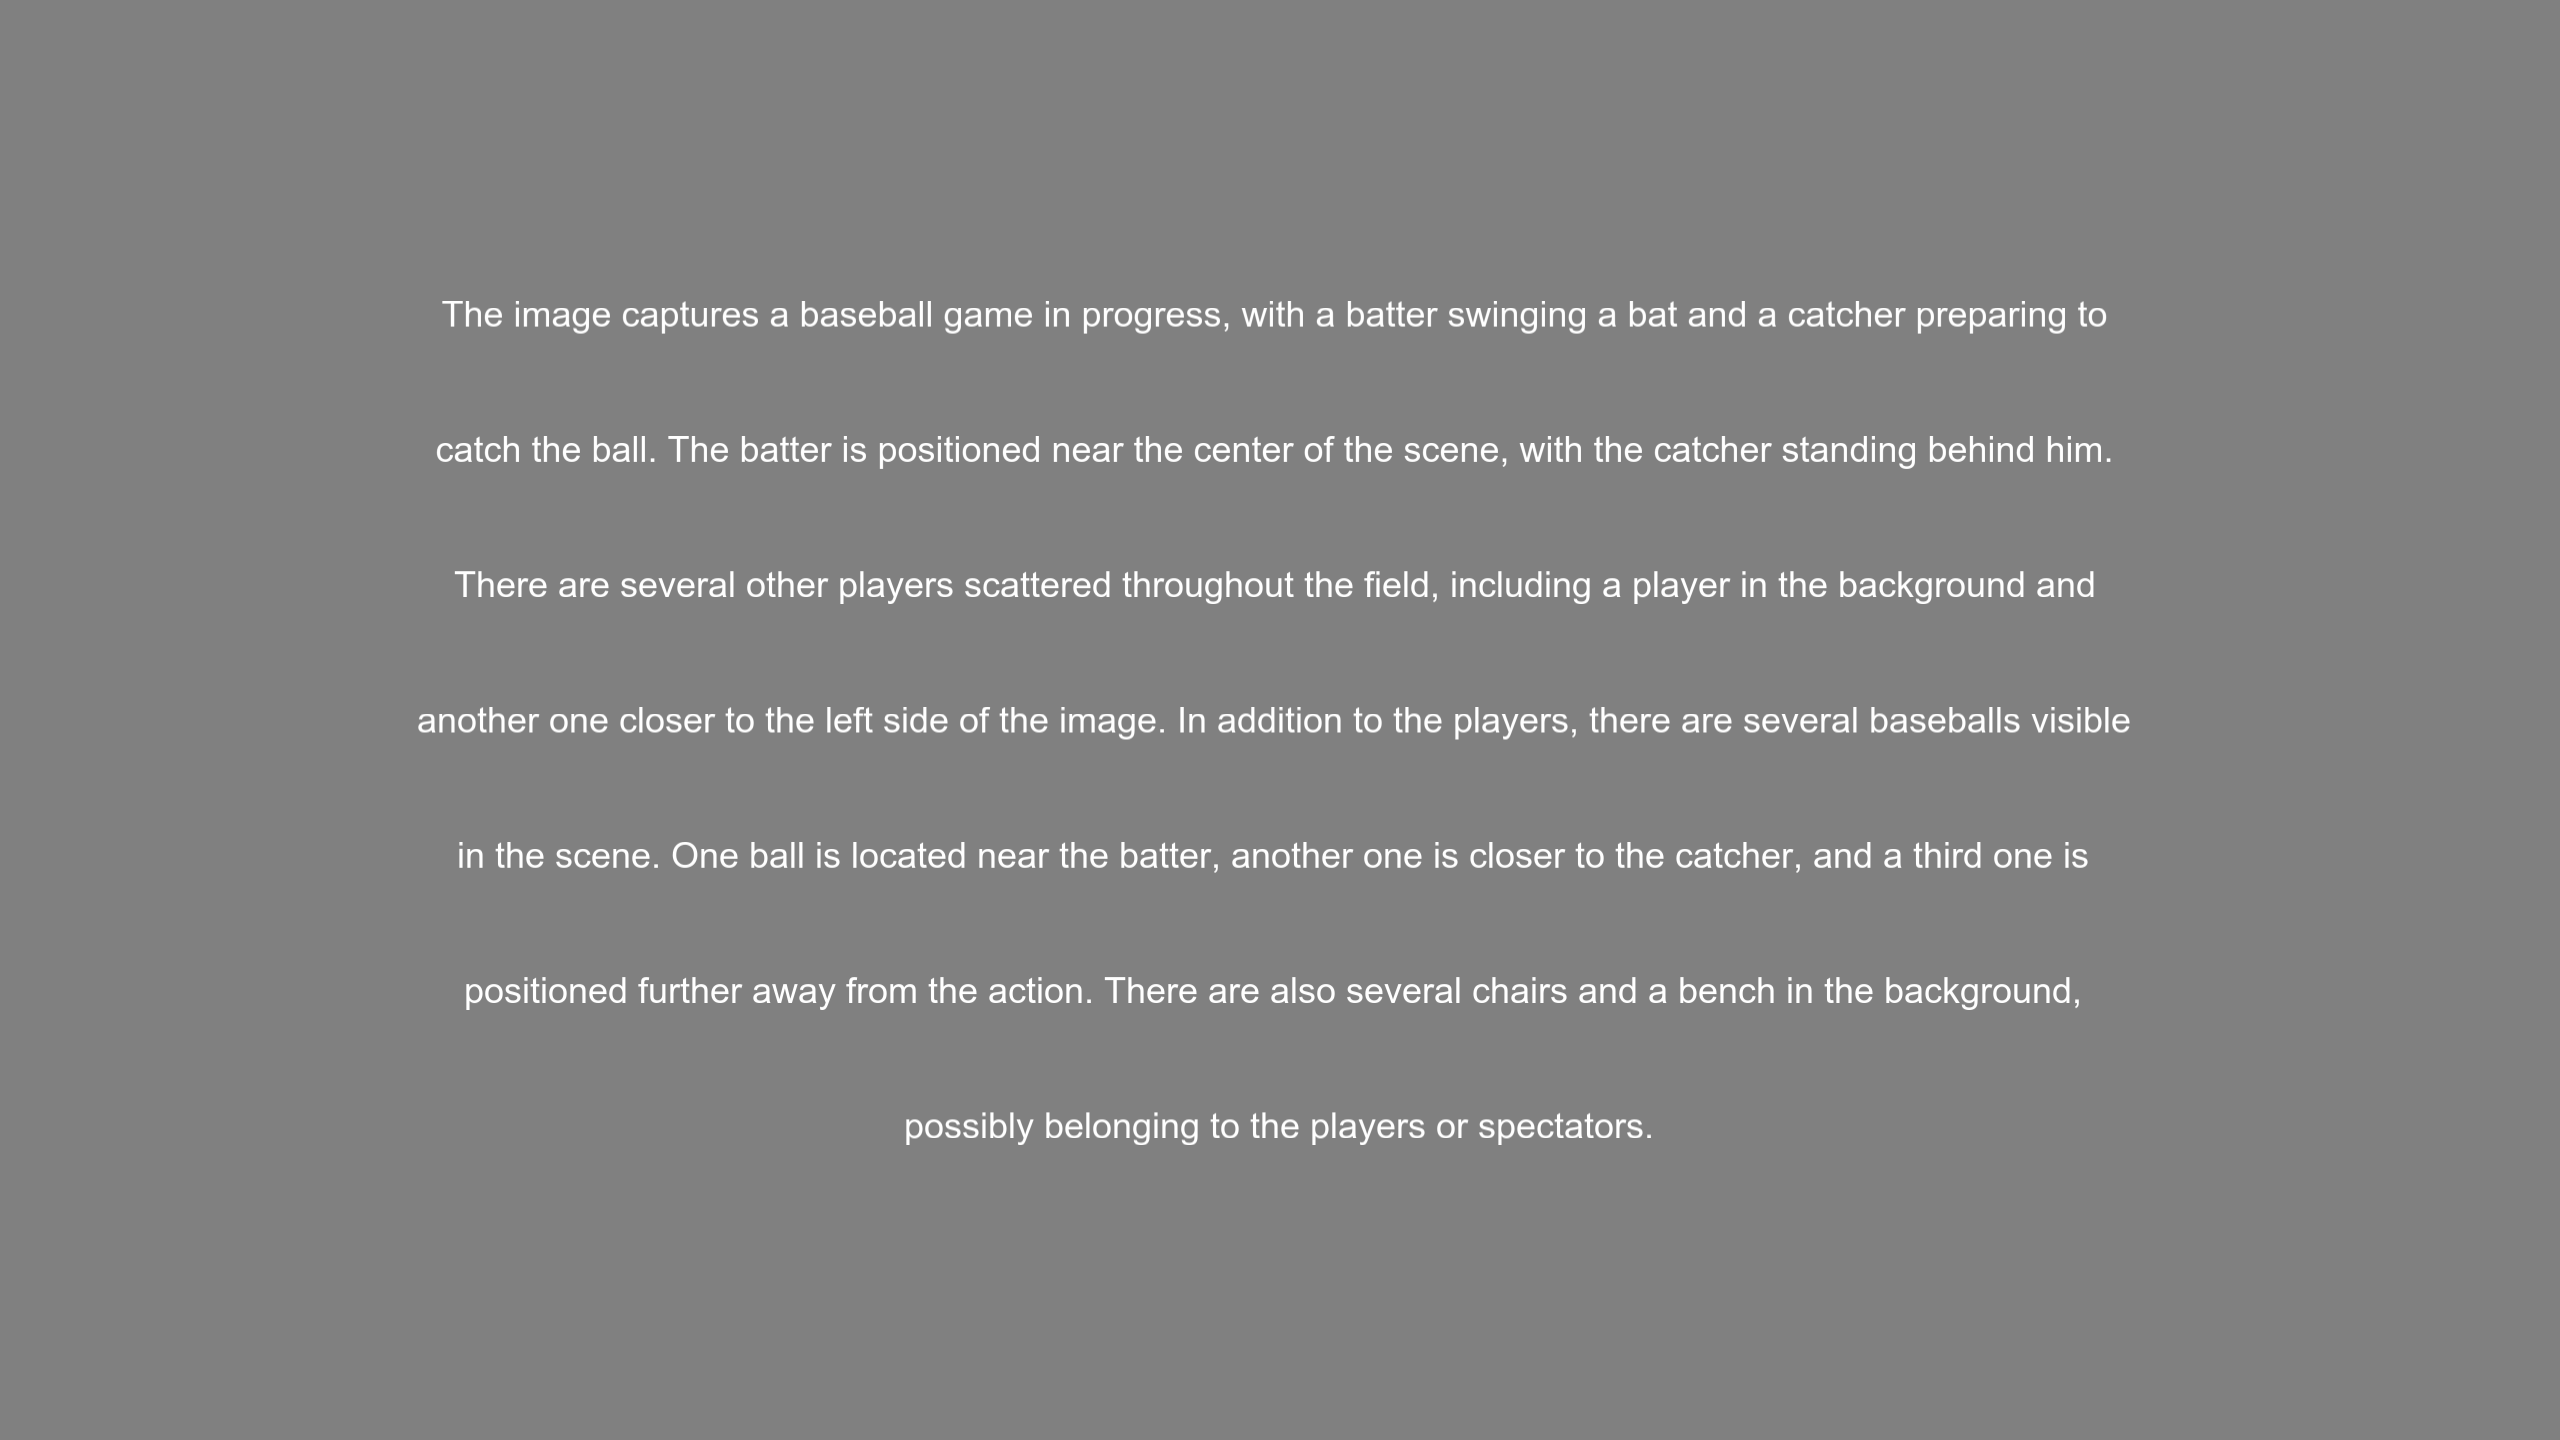 The image captures a baseball game in progress, with a batter swinging a bat and a catcher preparing to
catch the ball. The batter is positioned near the center of the scene, with the catcher standing behind him.
There are several other players scattered throughout the field, including a player in the background and
another one closer to the left side of the image. In addition to the players, there are several baseballs visible
in the scene. One ball is located near the batter, another one is closer to the catcher, and a third one is
positioned further away from the action. There are also several chairs and a bench in the background,
possibly belonging to the players or spectators.